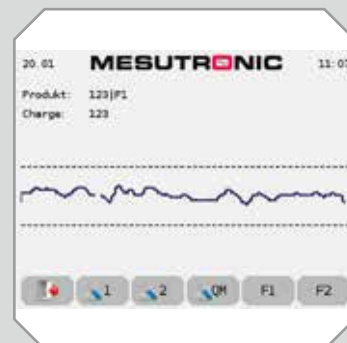 20.01 MESUTRONIC 11:07
Produkt: 123|F1
Charge: 123
1 2 QM F1 F2